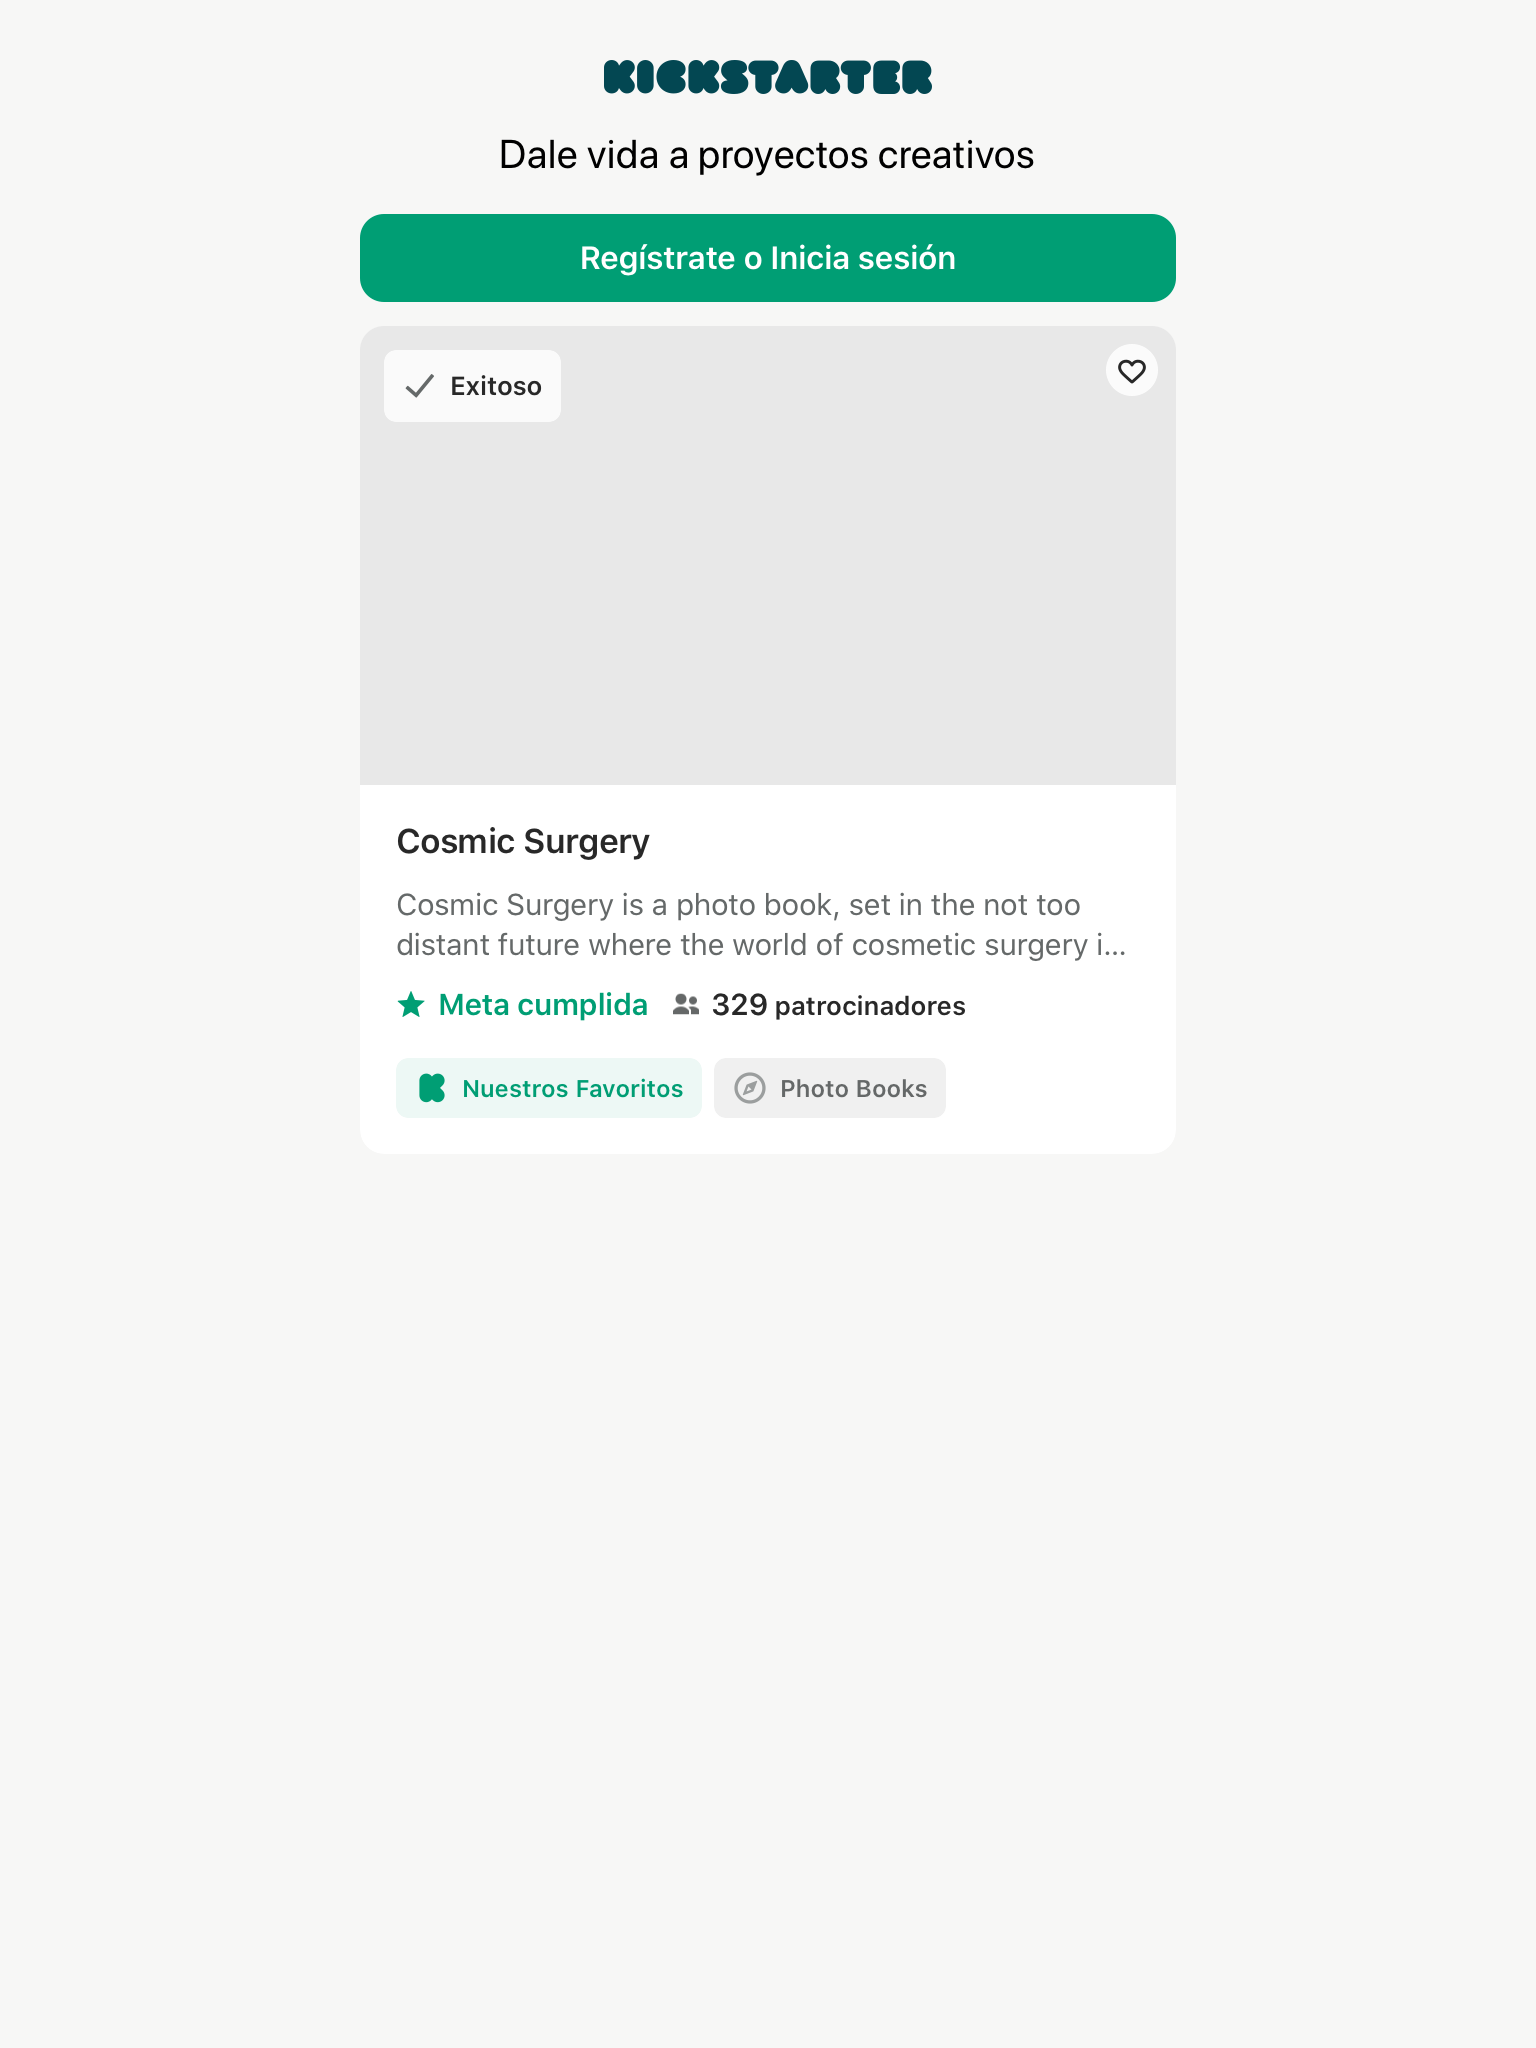 KICKSTARTER
Dale vida a proyectos creativos
Regístrate o Inicia sesión
Exitoso
Cosmic Surgery
Cosmic Surgery is a photo book, set in the not too
distant future where the world of cosmetic surgery i...
Meta cumplida 329 patrocinadores
Nuestros Favoritos Photo Books